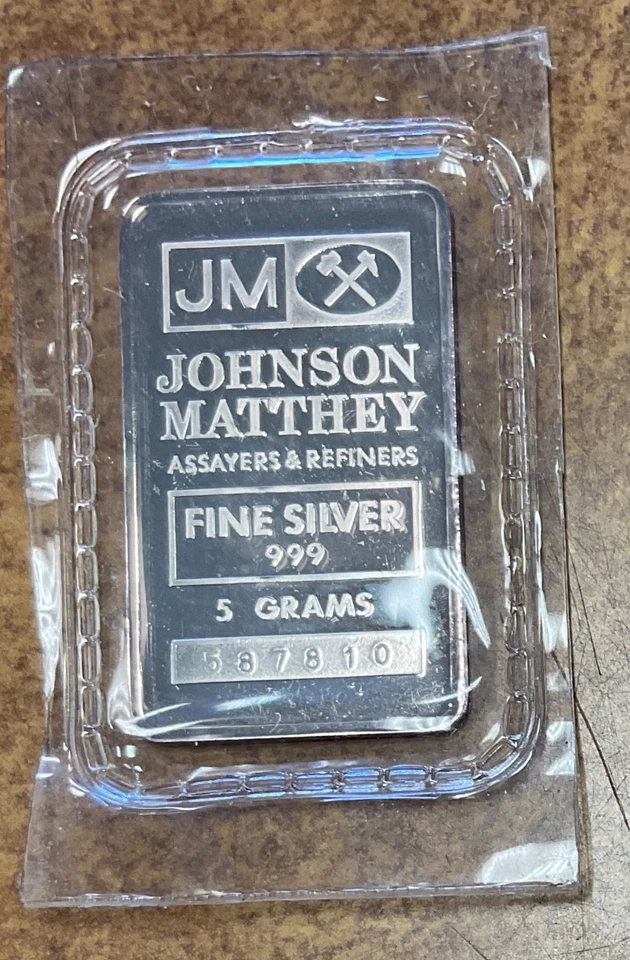 JM
JOHNSON
MATTHEY
ASSAYERS & REFINERS
FINE SILVER
999
5 GRAMS
587810